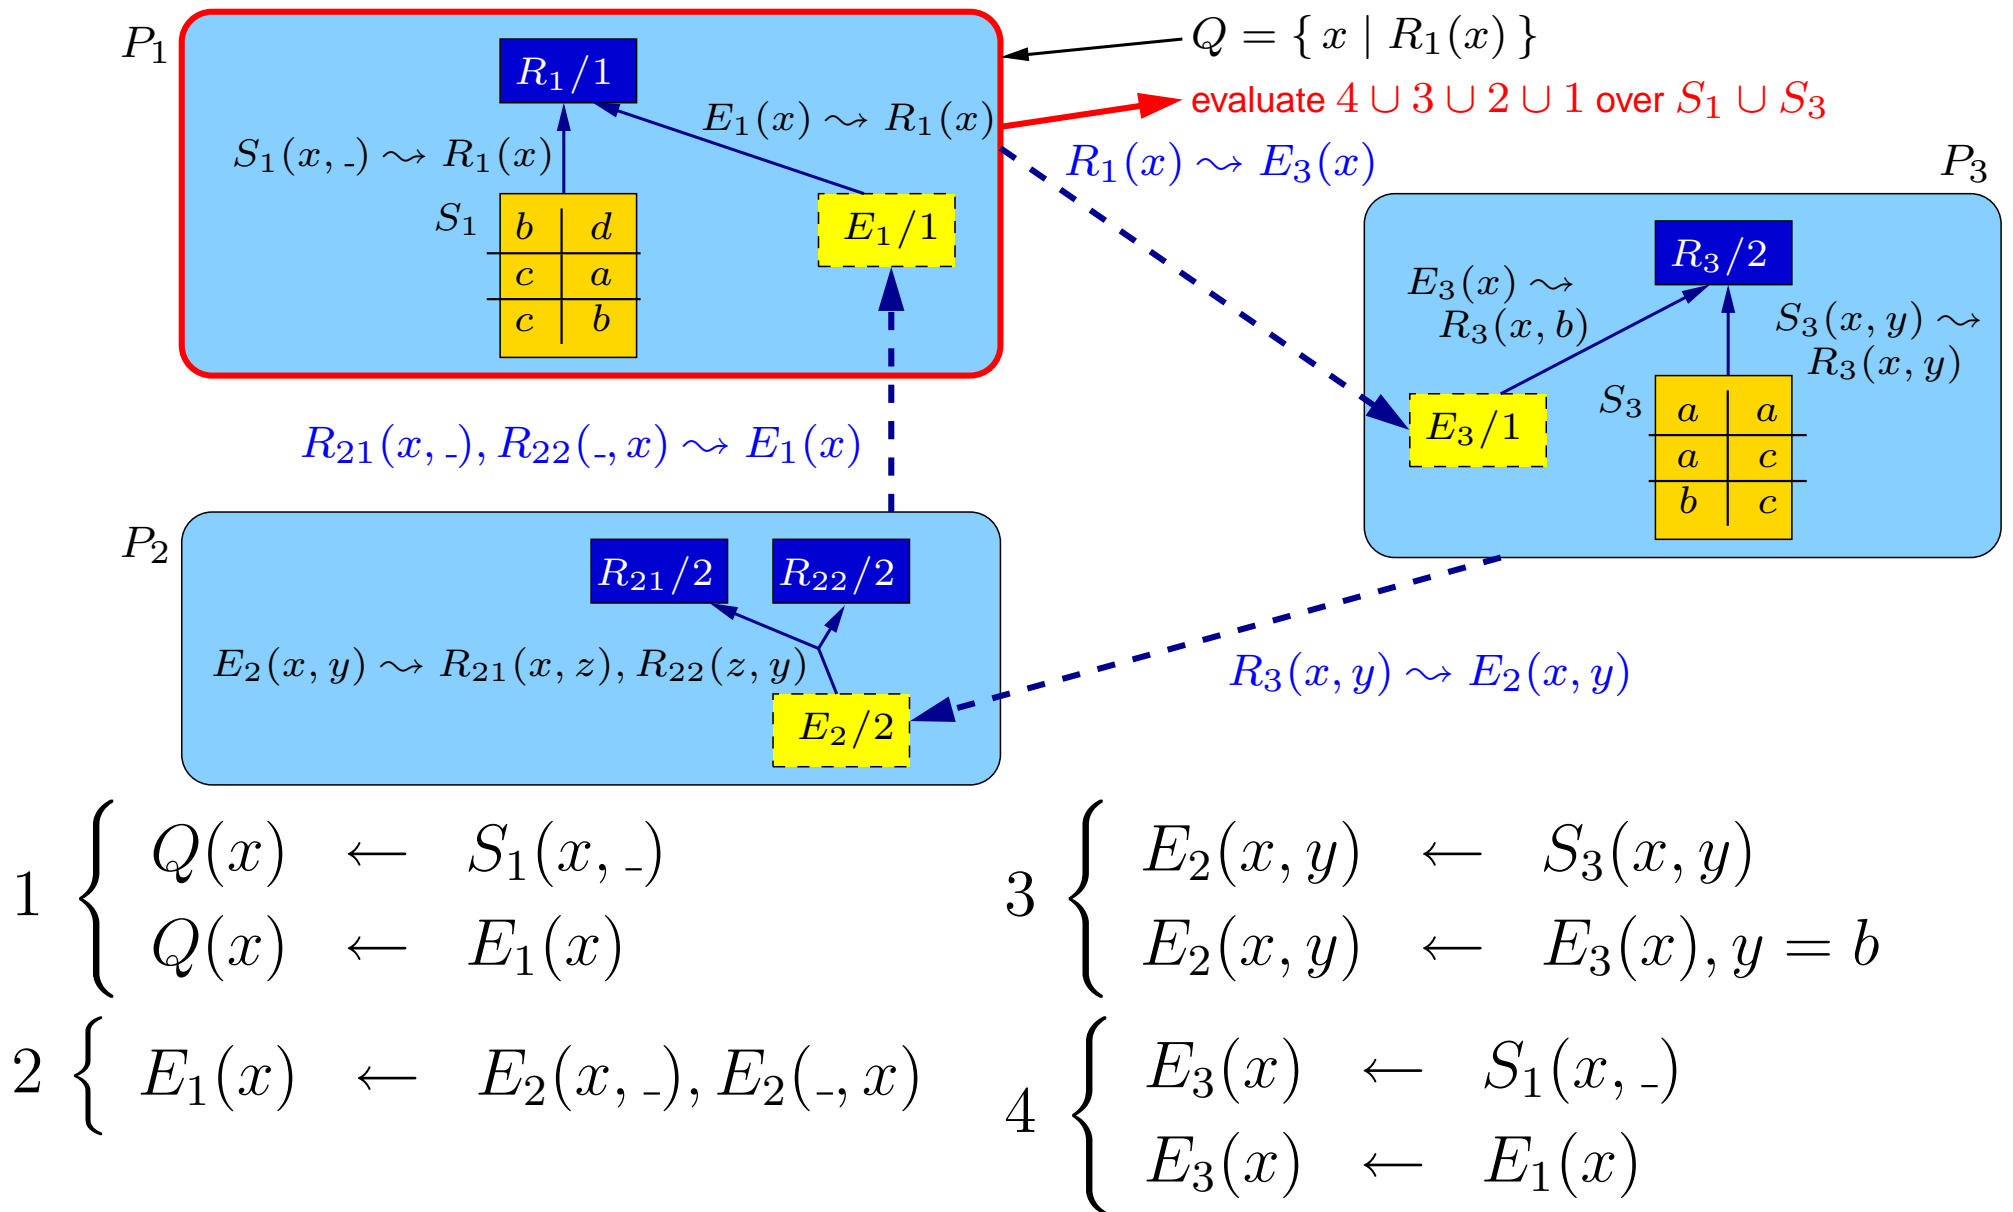 P₁
R₁/1
Q = { x | R₁(x) }
evaluate 4 ∪ 3 ∪ 2 ∪ 1 over S₁ ∪ S₃
E₁(x) ⤳ R₁(x)
S₁(x, _) ⤳ R₁(x)
R₁(x) ⤳ E₃(x)
P₃
S₁
b d
c a
c b
E₁/1
R₃/2
E₃(x) ⤳
R₃(x, b)
S₃(x, y) ⤳
R₃(x, y)
E₃/1
S₃
a a
a c
b c
R₂₁(x, _), R₂₂(_, x) ⤳ E₁(x)
P₂
R₂₁/2
R₂₂/2
E₂(x, y) ⤳ R₂₁(x, z), R₂₂(z, y)
E₂/2
R₃(x, y) ⤳ E₂(x, y)
1 {
Q(x) ← S₁(x, _)
Q(x) ← E₁(x)
2 { E₁(x) ← E₂(x, _), E₂(_, x)
3 {
E₂(x, y) ← S₃(x, y)
E₂(x, y) ← E₃(x), y = b
4 {
E₃(x) ← S₁(x, _)
E₃(x) ← E₁(x)